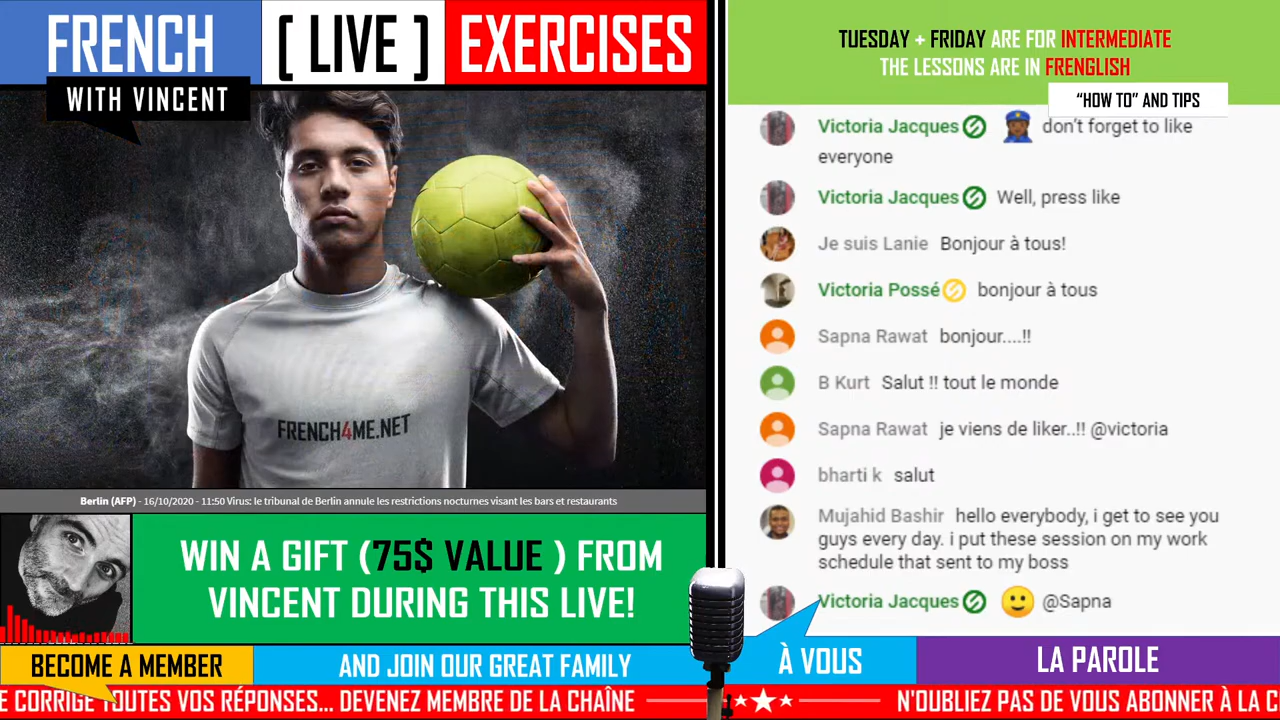 FRENCH
[ LIVE ]
EXERCISES
WITH VINCENT
FRENCH4ME.NET
Berlin (AFP) - 16/10/2020 - 11:50 Virus: le tribunal de Berlin annule les restrictions nocturnes visant les bars et restaurants
WIN A GIFT (75$ VALUE ) FROM
VINCENT DURING THIS LIVE!
BECOME A MEMBER
AND JOIN OUR GREAT FAMILY
TUESDAY + FRIDAY ARE FOR INTERMEDIATE
THE LESSONS ARE IN FRENGLISH
“HOW TO” AND TIPS
Victoria Jacques don't forget to like
everyone
Victoria Jacques Well, press like
Je suis Lanie Bonjour à tous!
Victoria Possé bonjour à tous
Sapna Rawat bonjour....!!
B Kurt Salut !! tout le monde
Sapna Rawat je viens de liker..!! @victoria
bharti k salut
Mujahid Bashir hello everybody, i get to see you
guys every day. i put these session on my work
schedule that sent to my boss
Victoria Jacques 🙂 @Sapna
À VOUS
LA PAROLE
E CORRIGE TOUTES VOS RÉPONSES... DEVENEZ MEMBRE DE LA CHAÎNE
N'OUBLIEZ PAS DE VOUS ABONNER À LA C